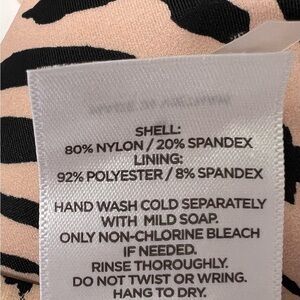 SHELL:
80% NYLON / 20% SPANDEX
LINING:
92% POLYESTER / 8% SPANDEX
HAND WASH COLD SEPARATELY
WITH MILD SOAP.
ONLY NON-CHLORINE BLEACH
IF NEEDED.
RINSE THOROUGHLY.
DO NOT TWIST OR WRING.
HANG TO DRY.